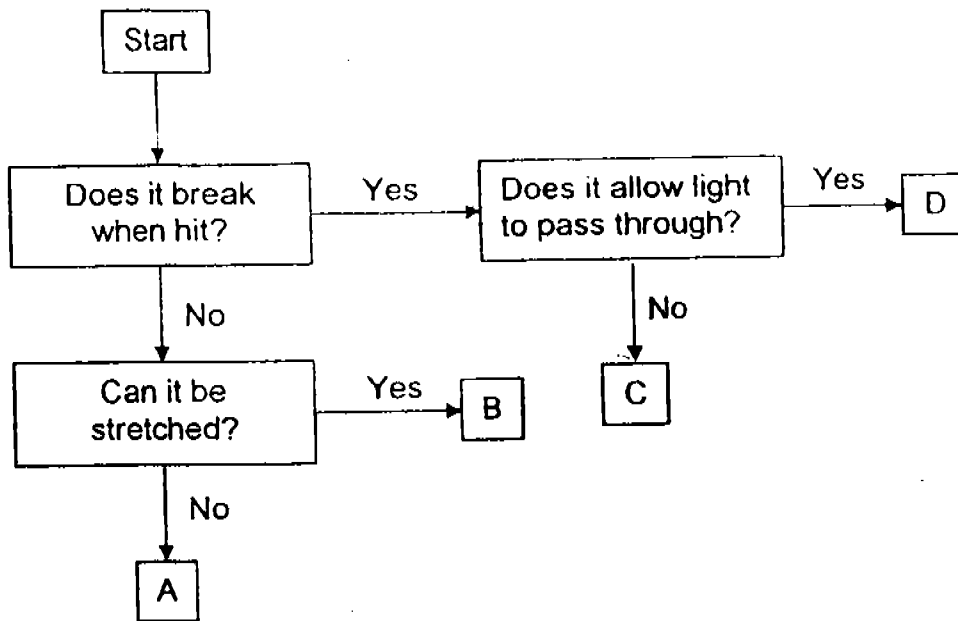 Start
Does it break
when hit?
Yes
Does it allow light
to pass through?
Yes
D
No
No
C
Can it be
stretched?
Yes
B
No
A